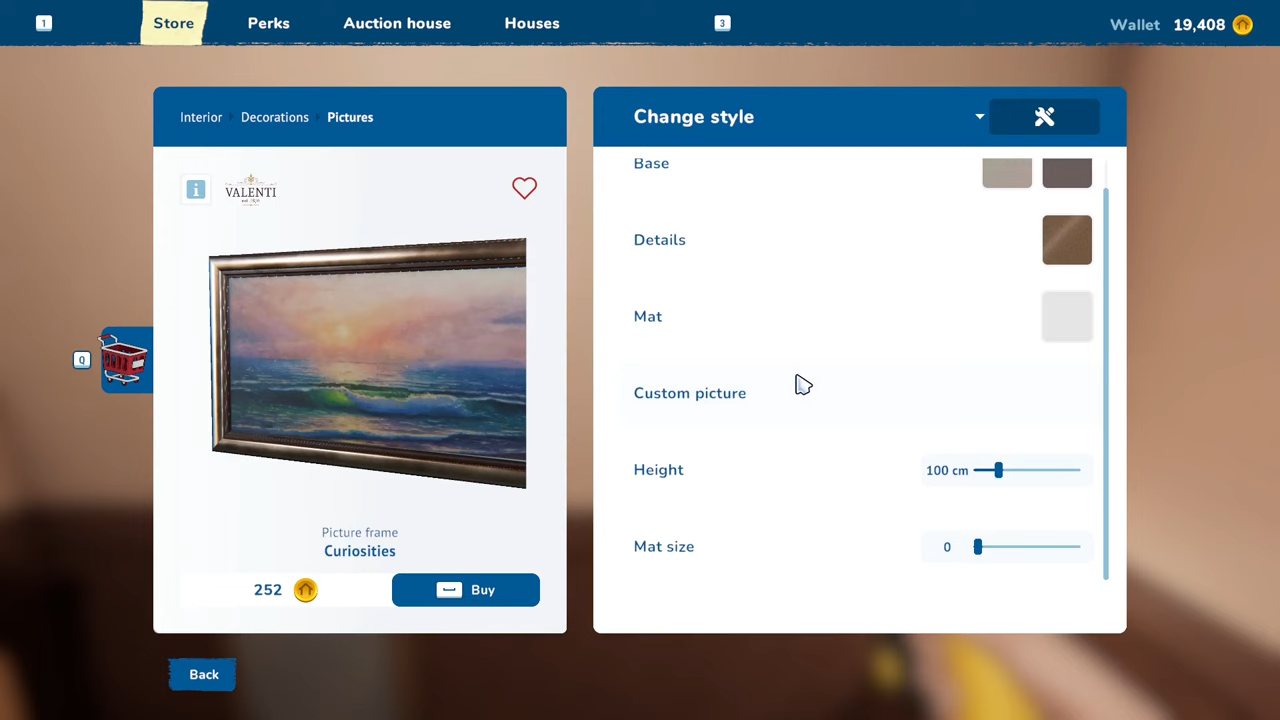 1
Store
Perks
Auction house
Houses
3
Wallet 19,408
Interior
Decorations
Pictures
VALENTI
Q
Picture frame
Curiosities
252
Buy
Back
Change style
Base
Details
Mat
Custom picture
Height
100 cm
Mat size
0